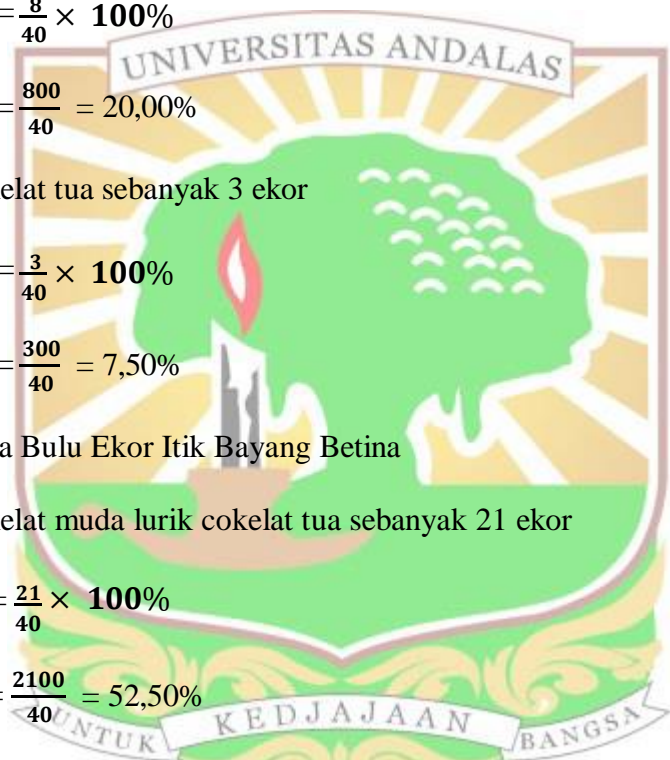 = 8/40 × 100%
UNIVERSITAS ANDALAS
= 800/40 = 20,00%
elat tua sebanyak 3 ekor
= 3/40 × 100%
= 300/40 = 7,50%
a Bulu Ekor Itik Bayang Betina
elat muda lurik cokelat tua sebanyak 21 ekor
= 21/40 × 100%
= 2100/40 = 52,50%
UNTUK KEDJAJAAN BANGSA